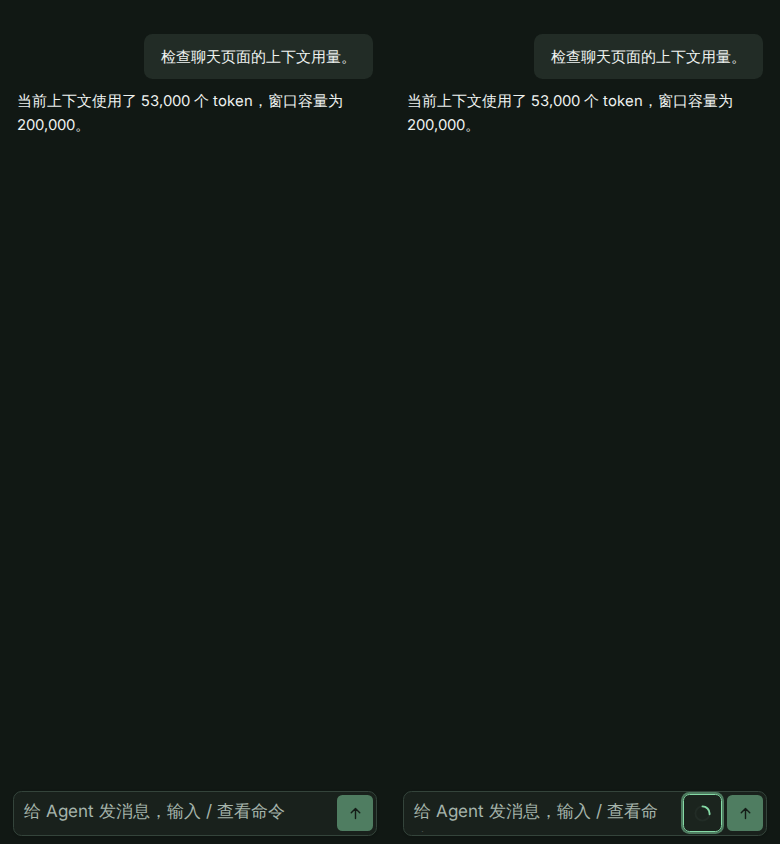 检查聊天页面的上下文用量。
当前上下文使用了 53,000 个 token，窗口容量为
200,000。
给 Agent 发消息，输入 / 查看命令
检查聊天页面的上下文用量。
当前上下文使用了 53,000 个 token，窗口容量为
200,000。
给 Agent 发消息，输入 / 查看命